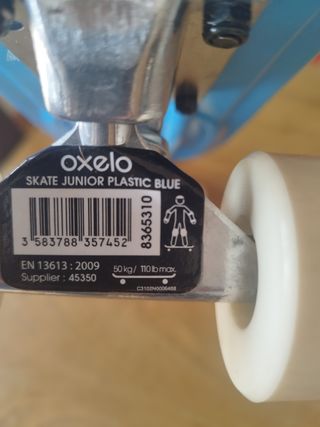 oxelo
SKATE JUNIOR PLASTIC BLUE
3 583788 357452
8365310
EN 13613 : 2009
Supplier : 45350
50 kg / 110 lb max.